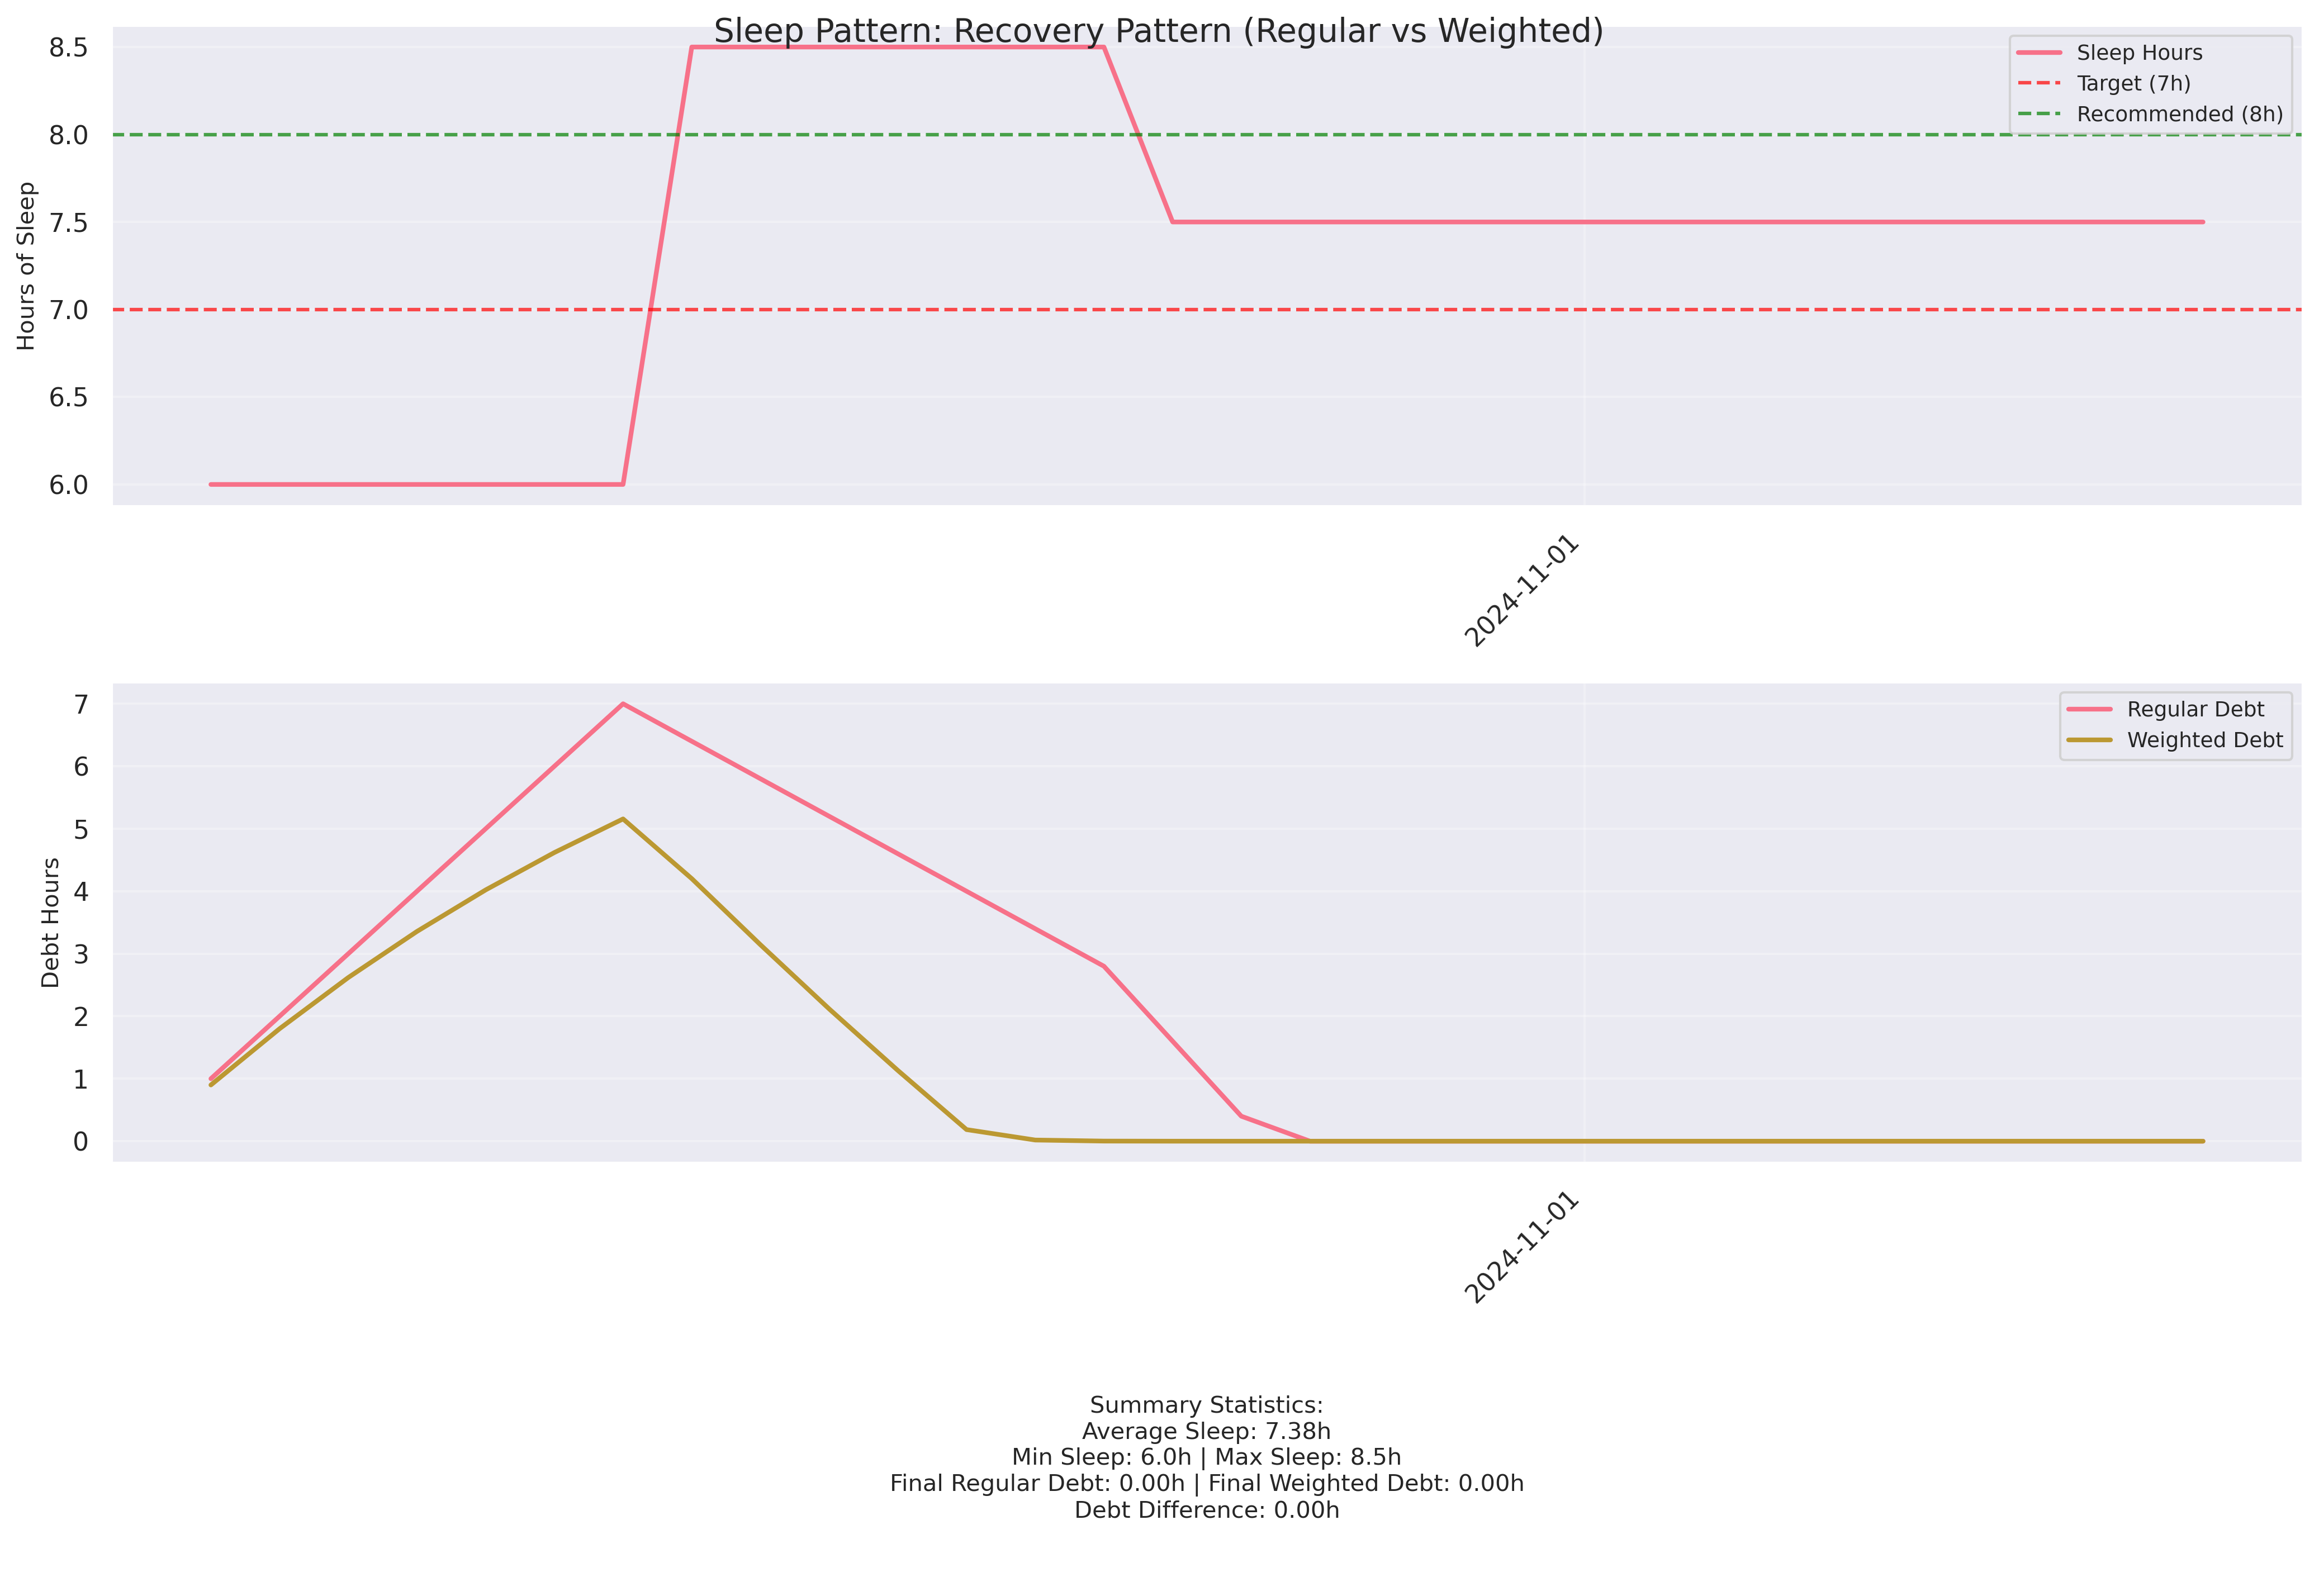 Sleep Pattern: Recovery Pattern (Regular vs Weighted)
8.5
8.0
7.5
7.0
6.5
6.0
Hours of Sleep
Sleep Hours
Target (7h)
Recommended (8h)
2024-11-01
7
6
5
4
3
2
1
0
Debt Hours
Regular Debt
Weighted Debt
2024-11-01
Summary Statistics:
Average Sleep: 7.38h
Min Sleep: 6.0h | Max Sleep: 8.5h
Final Regular Debt: 0.00h | Final Weighted Debt: 0.00h
Debt Difference: 0.00h